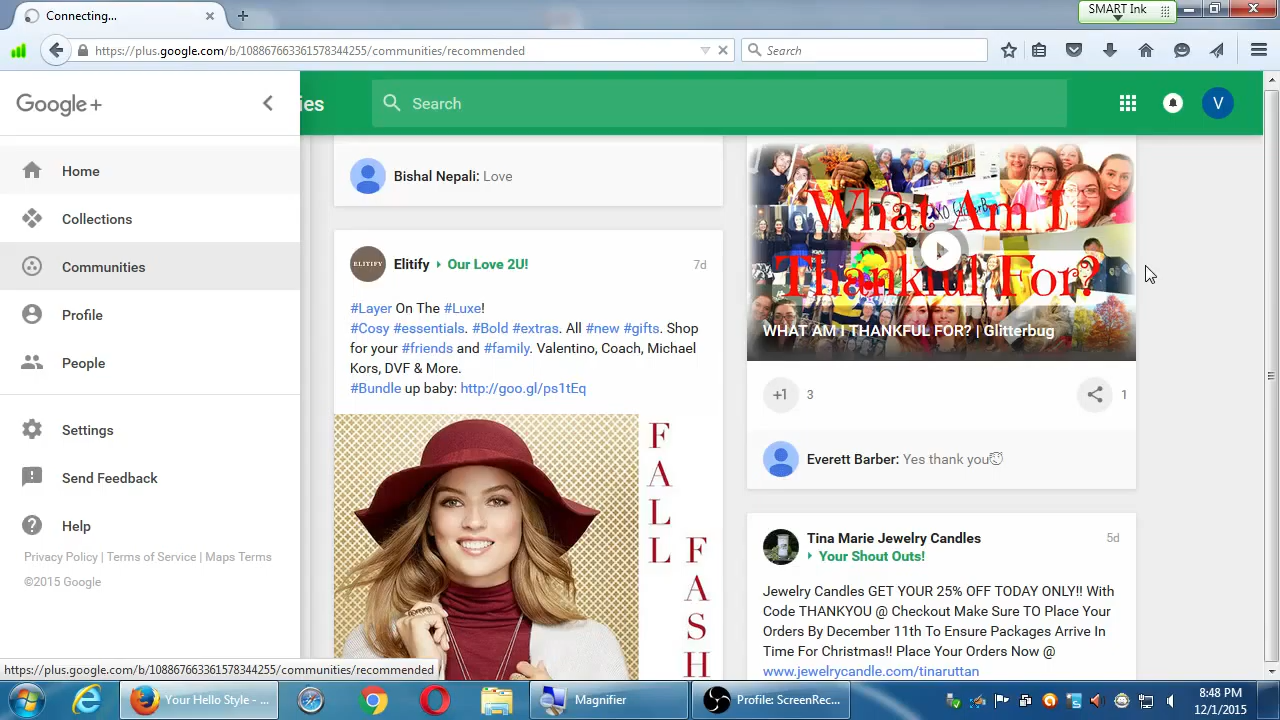 Connecting...
SMART Ink
https://plus.google.com/b/108867663361578344255/communities/recommended
Search
Google+
ies
Search
V
Home
Collections
Communities
Profile
People
Settings
Send Feedback
Help
Privacy Policy | Terms of Service | Maps Terms
©2015 Google
Bishal Nepali: Love
Elitify ‣ Our Love 2U!
7d
#Layer On The #Luxe!
#Cosy #essentials. #Bold #extras. All #new #gifts. Shop
for your #friends and #family. Valentino, Coach, Michael
Kors, DVF & More.
#Bundle up baby: http://goo.gl/ps1tEq
ELITIFY
FALL
FASH
What Am I
Thankful For?
WHAT AM I THANKFUL FOR? | Glitterbug
+1 3
1
Everett Barber: Yes thank you
Tina Marie Jewelry Candles
5d
‣ Your Shout Outs!
Jewelry Candles GET YOUR 25% OFF TODAY ONLY!! With
Code THANKYOU @ Checkout Make Sure TO Place Your
Orders By December 11th To Ensure Packages Arrive In
Time For Christmas!! Place Your Orders Now @
www.jewelrycandle.com/tinaruttan
https://plus.google.com/b/108867663361578344255/communities/recommended
Your Hello Style - ...
Magnifier
Profile: ScreenRec...
8:48 PM
12/1/2015